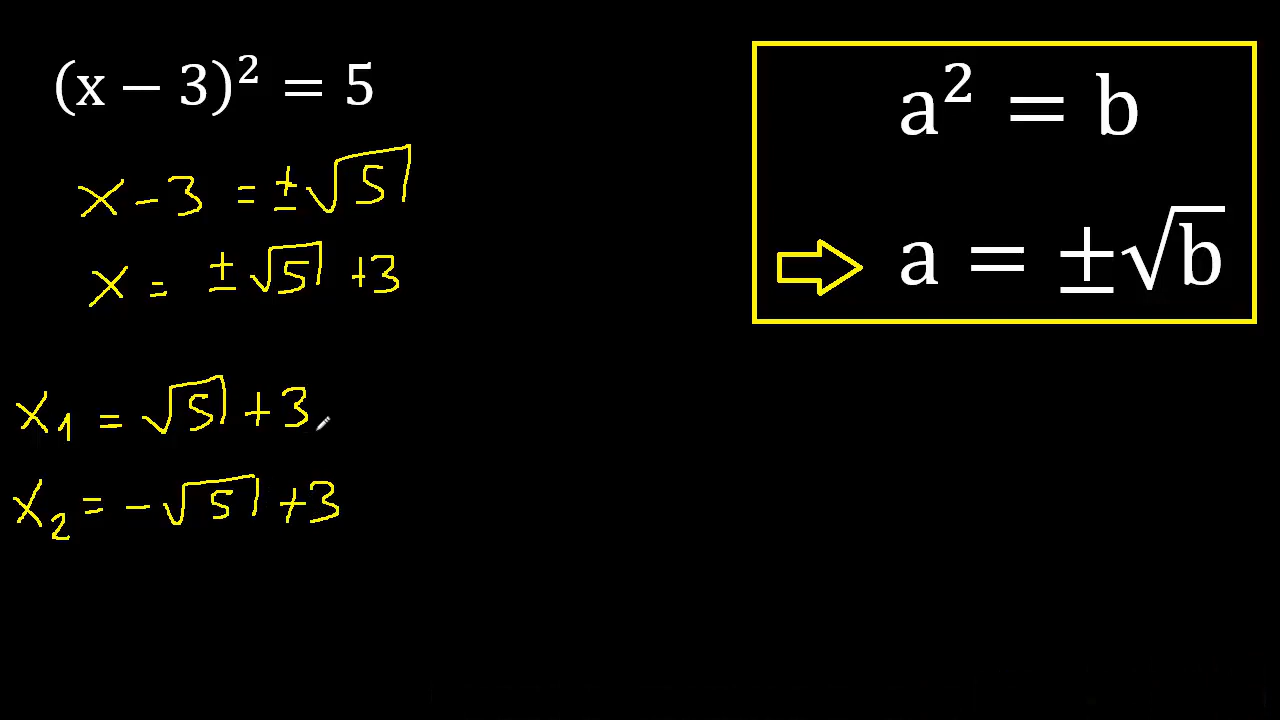 (x − 3)² = 5
x - 3 = ±√5
x = ±√5 + 3
x₁ = √5 + 3
x₂ = -√5 + 3
a² = b
a = ±√b